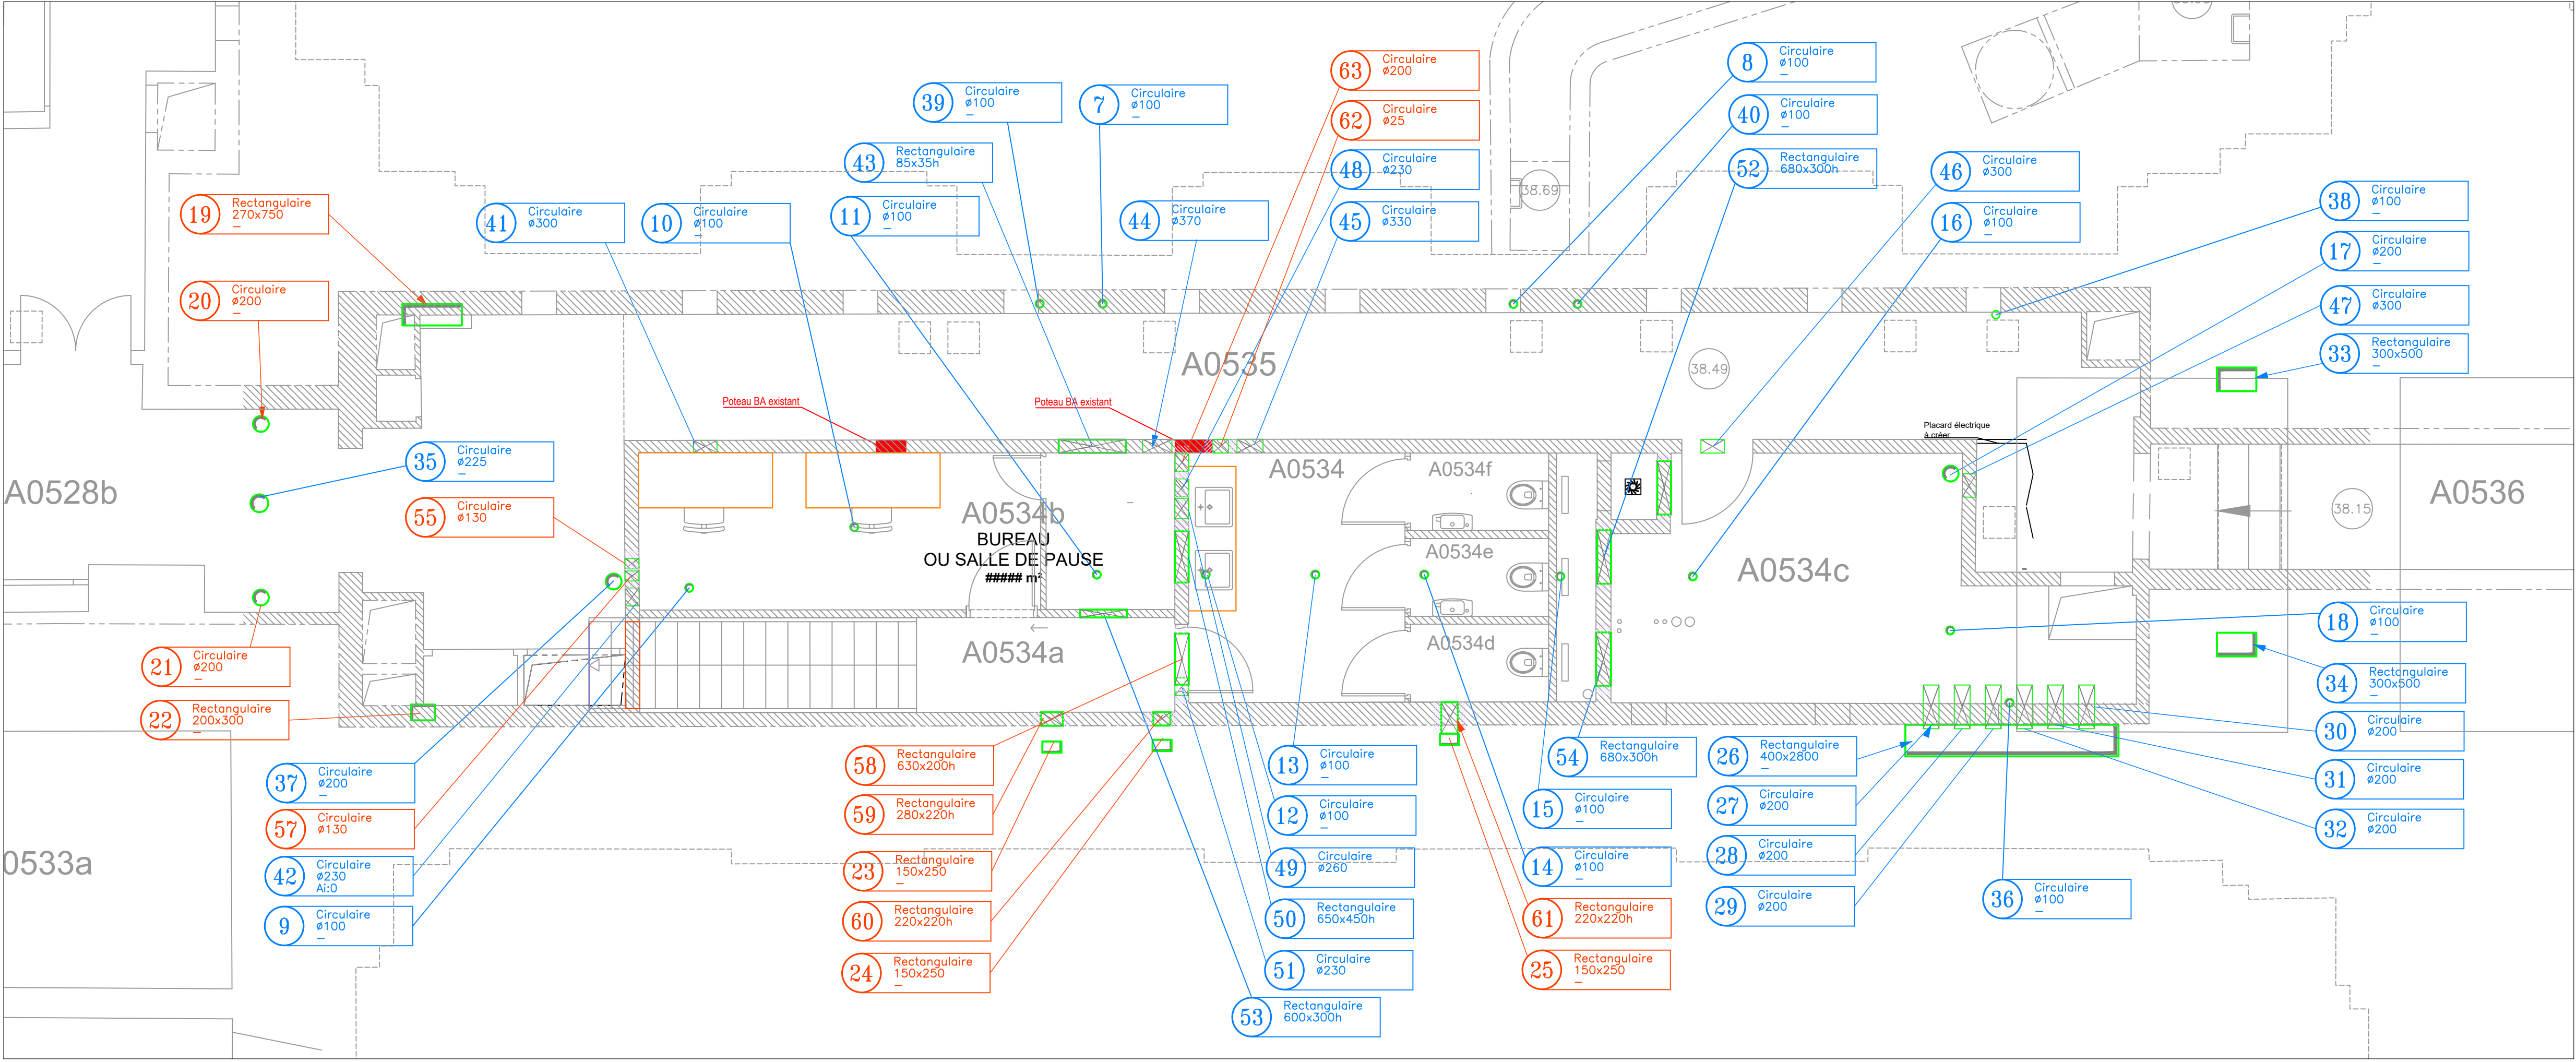 63
Circulaire
ø200
8
Circulaire
ø100
–
39
Circulaire
ø100
–
7
Circulaire
ø100
–
62
Circulaire
ø25
40
Circulaire
ø100
–
43
Rectangulaire
85x35h
48
Circulaire
ø230
52
Rectangulaire
680x300h
46
Circulaire
ø300
38.69
19
Rectangulaire
270x750
–
41
Circulaire
ø300
10
Circulaire
ø100
–
11
Circulaire
ø100
–
44
Circulaire
ø370
45
Circulaire
ø330
16
Circulaire
ø100
–
38
Circulaire
ø100
–
17
Circulaire
ø200
–
20
Circulaire
ø200
–
47
Circulaire
ø300
33
Rectangulaire
300x500
–
A0535
38.49
Poteau BA existant
Poteau BA existant
Placard électrique
à créer
35
Circulaire
ø225
–
A0528b
55
Circulaire
ø130
A0534b
BUREAU
OU SALLE DE PAUSE
##### m²
A0534
A0534f
A0534e
A0534d
A0534c
A0536
38.15
A0534a
21
Circulaire
ø200
–
22
Rectangulaire
200x300
–
18
Circulaire
ø100
–
34
Rectangulaire
300x500
–
30
Circulaire
ø200
31
Circulaire
ø200
32
Circulaire
ø200
37
Circulaire
ø200
–
57
Circulaire
ø130
42
Circulaire
ø230
Ai:0
9
Circulaire
ø100
–
0533a
58
Rectangulaire
630x200h
59
Rectangulaire
280x220h
23
Rectangulaire
150x250
–
60
Rectangulaire
220x220h
24
Rectangulaire
150x250
–
13
Circulaire
ø100
–
12
Circulaire
ø100
–
49
Circulaire
ø260
50
Rectangulaire
650x450h
51
Circulaire
ø230
53
Rectangulaire
600x300h
54
Rectangulaire
680x300h
15
Circulaire
ø100
–
14
Circulaire
ø100
–
61
Rectangulaire
220x220h
25
Rectangulaire
150x250
–
26
Rectangulaire
400x2800
–
27
Circulaire
ø200
28
Circulaire
ø200
29
Circulaire
ø200
36
Circulaire
ø100
–